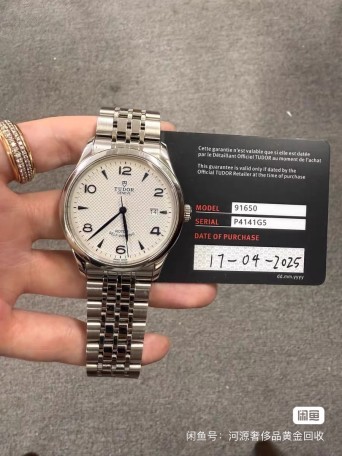 Cette garantie n'est valable que si elle est datée
par le Détaillant Officiel TUDOR au moment de l'achat
This guarantee is valid only if dated by the
Official TUDOR Retailer at the time of purchase
TUDOR
MODEL 91650
SERIAL P4141G5
DATE OF PURCHASE
17-04-2025
dd.mm.yyyy
闲鱼
闲鱼号：河源奢侈品黄金回收